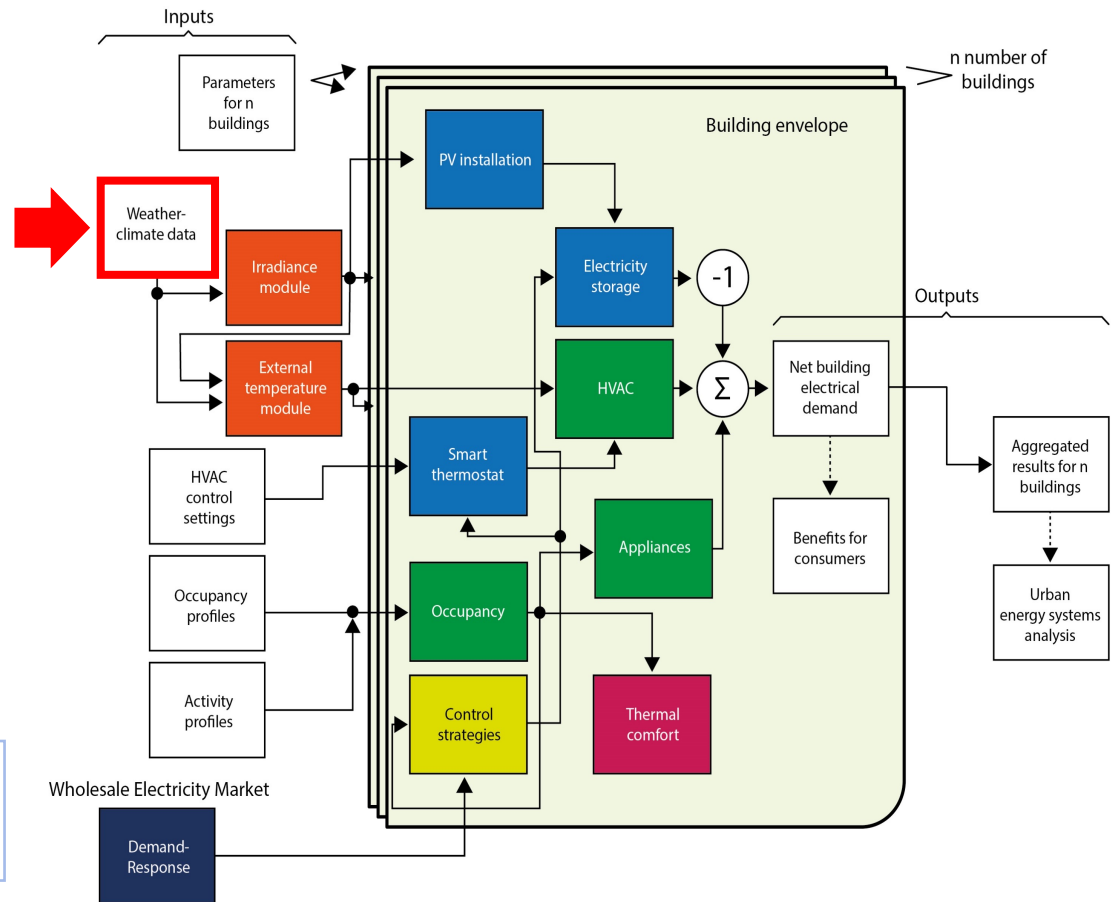 Inputs
Parameters
for n
buildings
n number of
buildings
Building envelope
PV installation
Weather-
climate data
Irradiance
module
Electricity
storage
-1
Outputs
External
temperature
module
HVAC
Σ
Net building
electrical
demand
Smart
thermostat
HVAC
control
settings
Aggregated
results for n
buildings
Appliances
Benefits for
consumers
Occupancy
profiles
Occupancy
Urban
energy systems
analysis
Activity
profiles
Control
strategies
Thermal
comfort
Wholesale Electricity Market
Demand-
Response